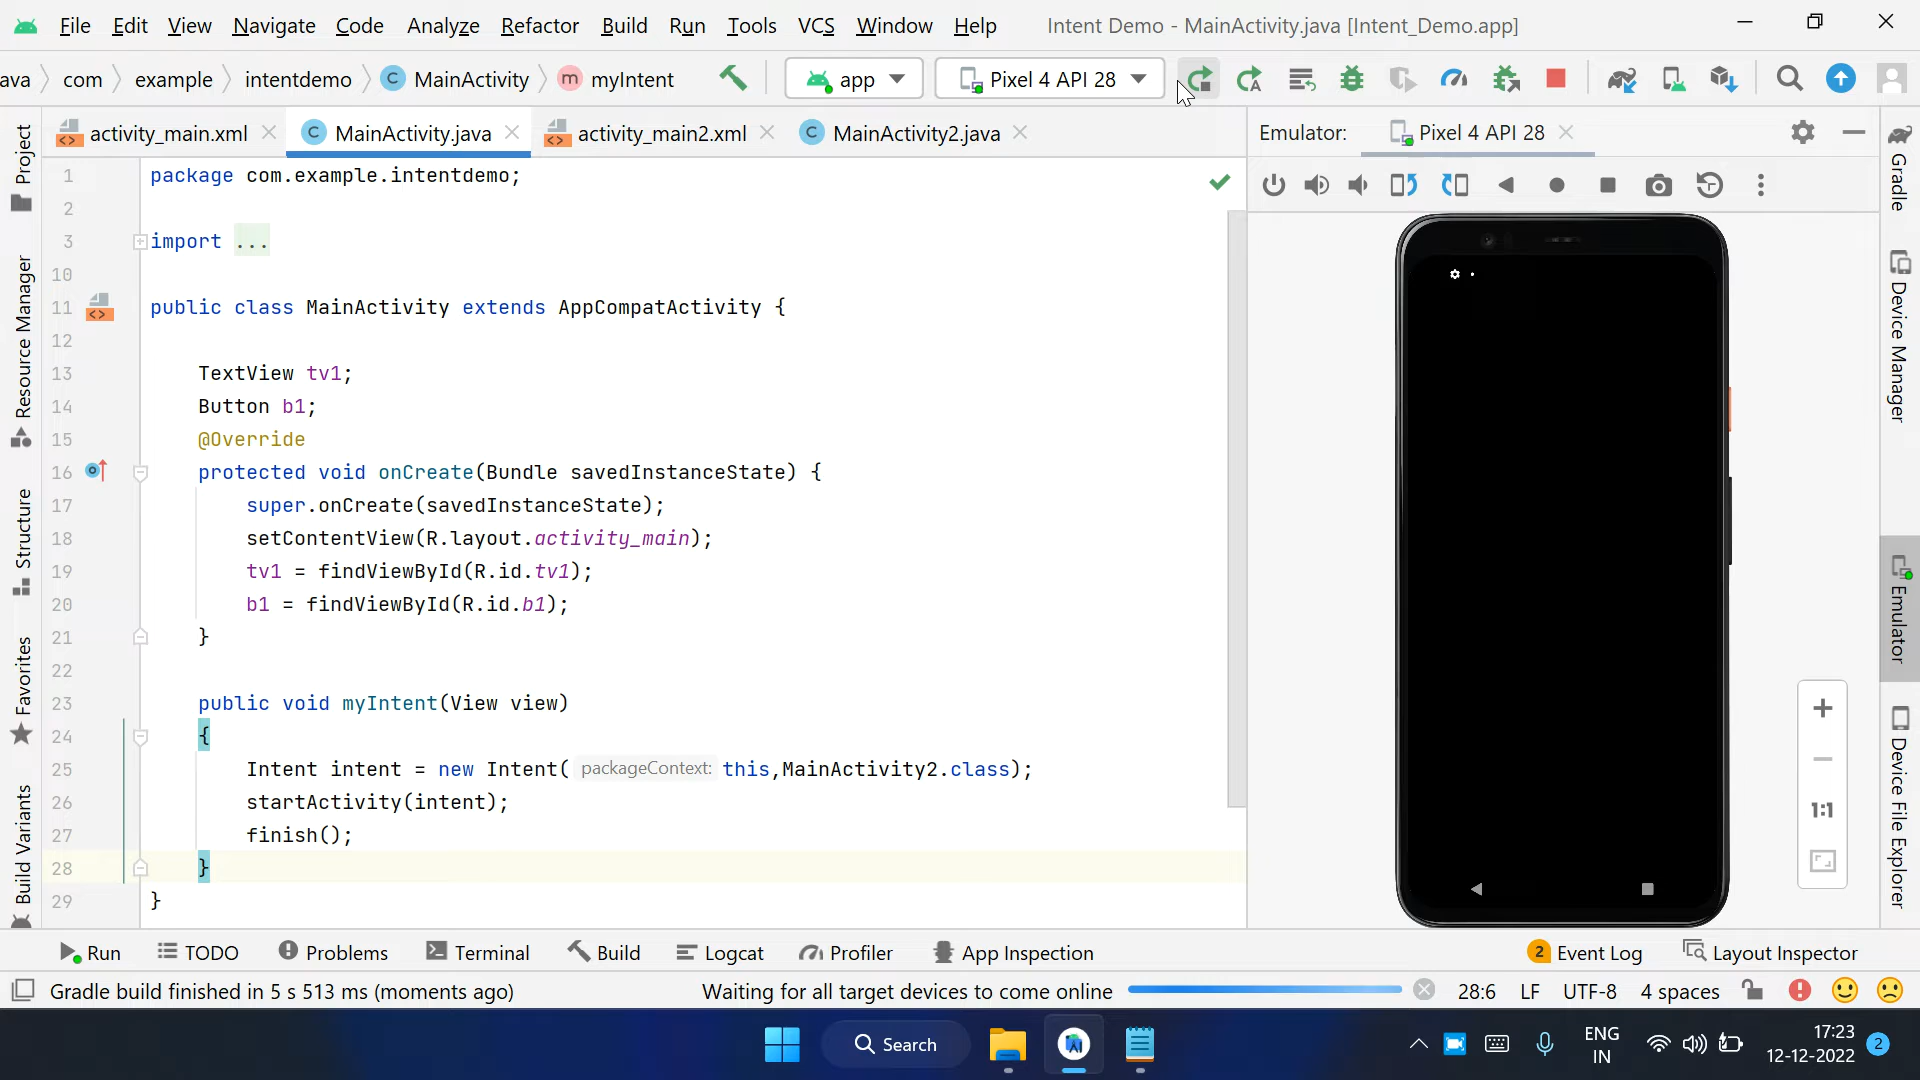 File Edit View Navigate Code Analyze Refactor Build Run Tools VCS Window Help Intent Demo - MainActivity.java [Intent_Demo.app]
ava com example intentdemo C MainActivity m myIntent app Pixel 4 API 28
activity_main.xml C MainActivity.java activity_main2.xml C MainActivity2.java Emulator: Pixel 4 API 28
Project
Resource Manager
Structure
Favorites
Build Variants
1 package com.example.intentdemo;
2
3 import ...
10
11 public class MainActivity extends AppCompatActivity {
12
13 TextView tv1;
14 Button b1;
15 @Override
16 protected void onCreate(Bundle savedInstanceState) {
17 super.onCreate(savedInstanceState);
18 setContentView(R.layout.activity_main);
19 tv1 = findViewById(R.id.tv1);
20 b1 = findViewById(R.id.b1);
21 }
22
23 public void myIntent(View view)
24 {
25 Intent intent = new Intent( packageContext: this,MainActivity2.class);
26 startActivity(intent);
27 finish();
28 }
29 }
1:1
Gradle
Device Manager
Emulator
Device File Explorer
Run TODO Problems Terminal Build Logcat Profiler App Inspection 2 Event Log Layout Inspector
Gradle build finished in 5 s 513 ms (moments ago) Waiting for all target devices to come online 28:6 LF UTF-8 4 spaces
Search ENG IN 17:23 12-12-2022 2